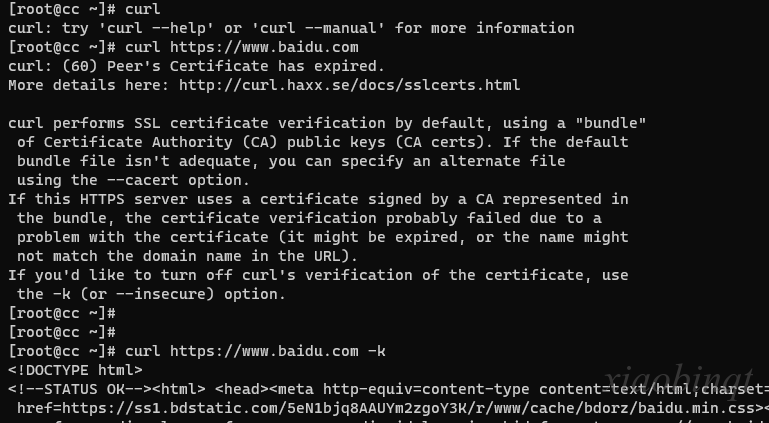 [root@cc ~]# curl
curl: try 'curl --help' or 'curl --manual' for more information
[root@cc ~]# curl https://www.baidu.com
curl: (60) Peer's Certificate has expired.
More details here: http://curl.haxx.se/docs/sslcerts.html
curl performs SSL certificate verification by default, using a "bundle"
of Certificate Authority (CA) public keys (CA certs). If the default
bundle file isn't adequate, you can specify an alternate file
using the --cacert option.
If this HTTPS server uses a certificate signed by a CA represented in
the bundle, the certificate verification probably failed due to a
problem with the certificate (it might be expired, or the name might
not match the domain name in the URL).
If you'd like to turn off curl's verification of the certificate, use
the -k (or --insecure) option.
[root@cc ~]#
[root@cc ~]#
[root@cc ~]# curl https://www.baidu.com -k
<!DOCTYPE html>
<!--STATUS OK--><html> <head><meta http-equiv=content-type content=text/html;charset=
href=https://ss1.bdstatic.com/5eN1bjq8AAUYm2zgoY3K/r/www/cache/bdorz/baidu.min.css><
xiaobinqt